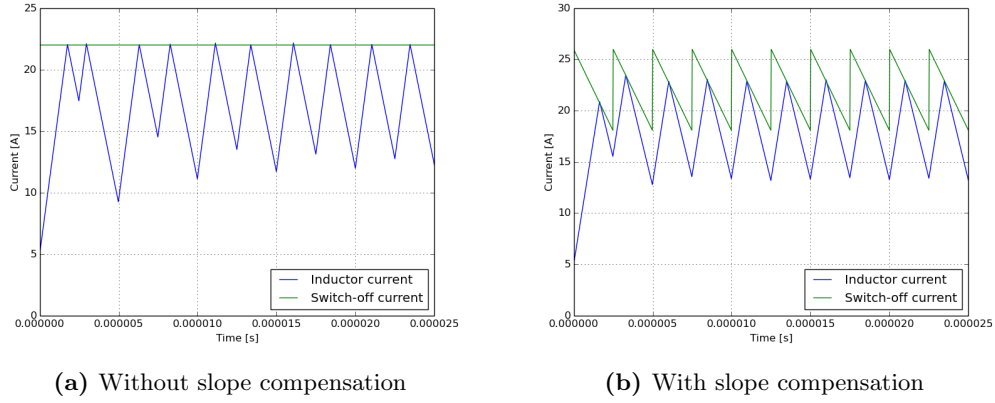 25
20
15
10
5
0
Current [A]
0.000000
0.000005
0.000010
0.000015
0.000020
0.000025
Time [s]
Inductor current
Switch-off current
(a) Without slope compensation
30
25
20
15
10
5
0
Current [A]
0.000000
0.000005
0.000010
0.000015
0.000020
0.000025
Time [s]
Inductor current
Switch-off current
(b) With slope compensation